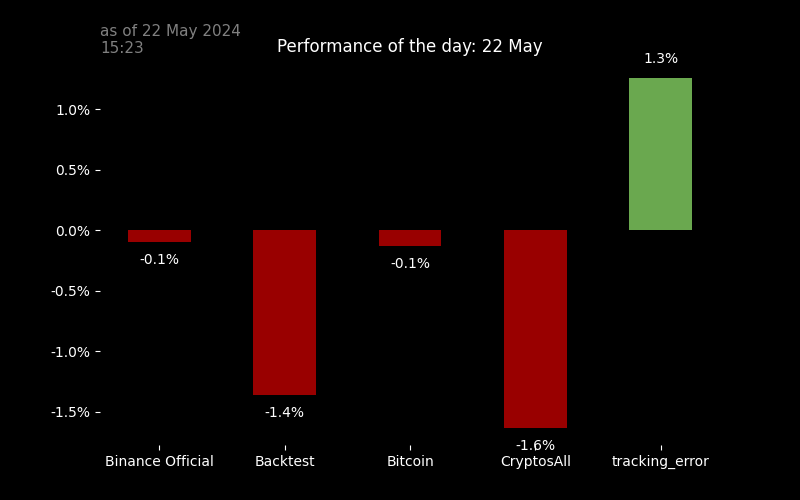 as of 22 May 2024
15:23
Performance of the day: 22 May
1.3%
1.0%
0.5%
0.0%
-0.1%
-0.1%
-0.5%
-1.0%
-1.5%
-1.4%
-1.6%
Binance Official
Backtest
Bitcoin
CryptosAll
tracking_error